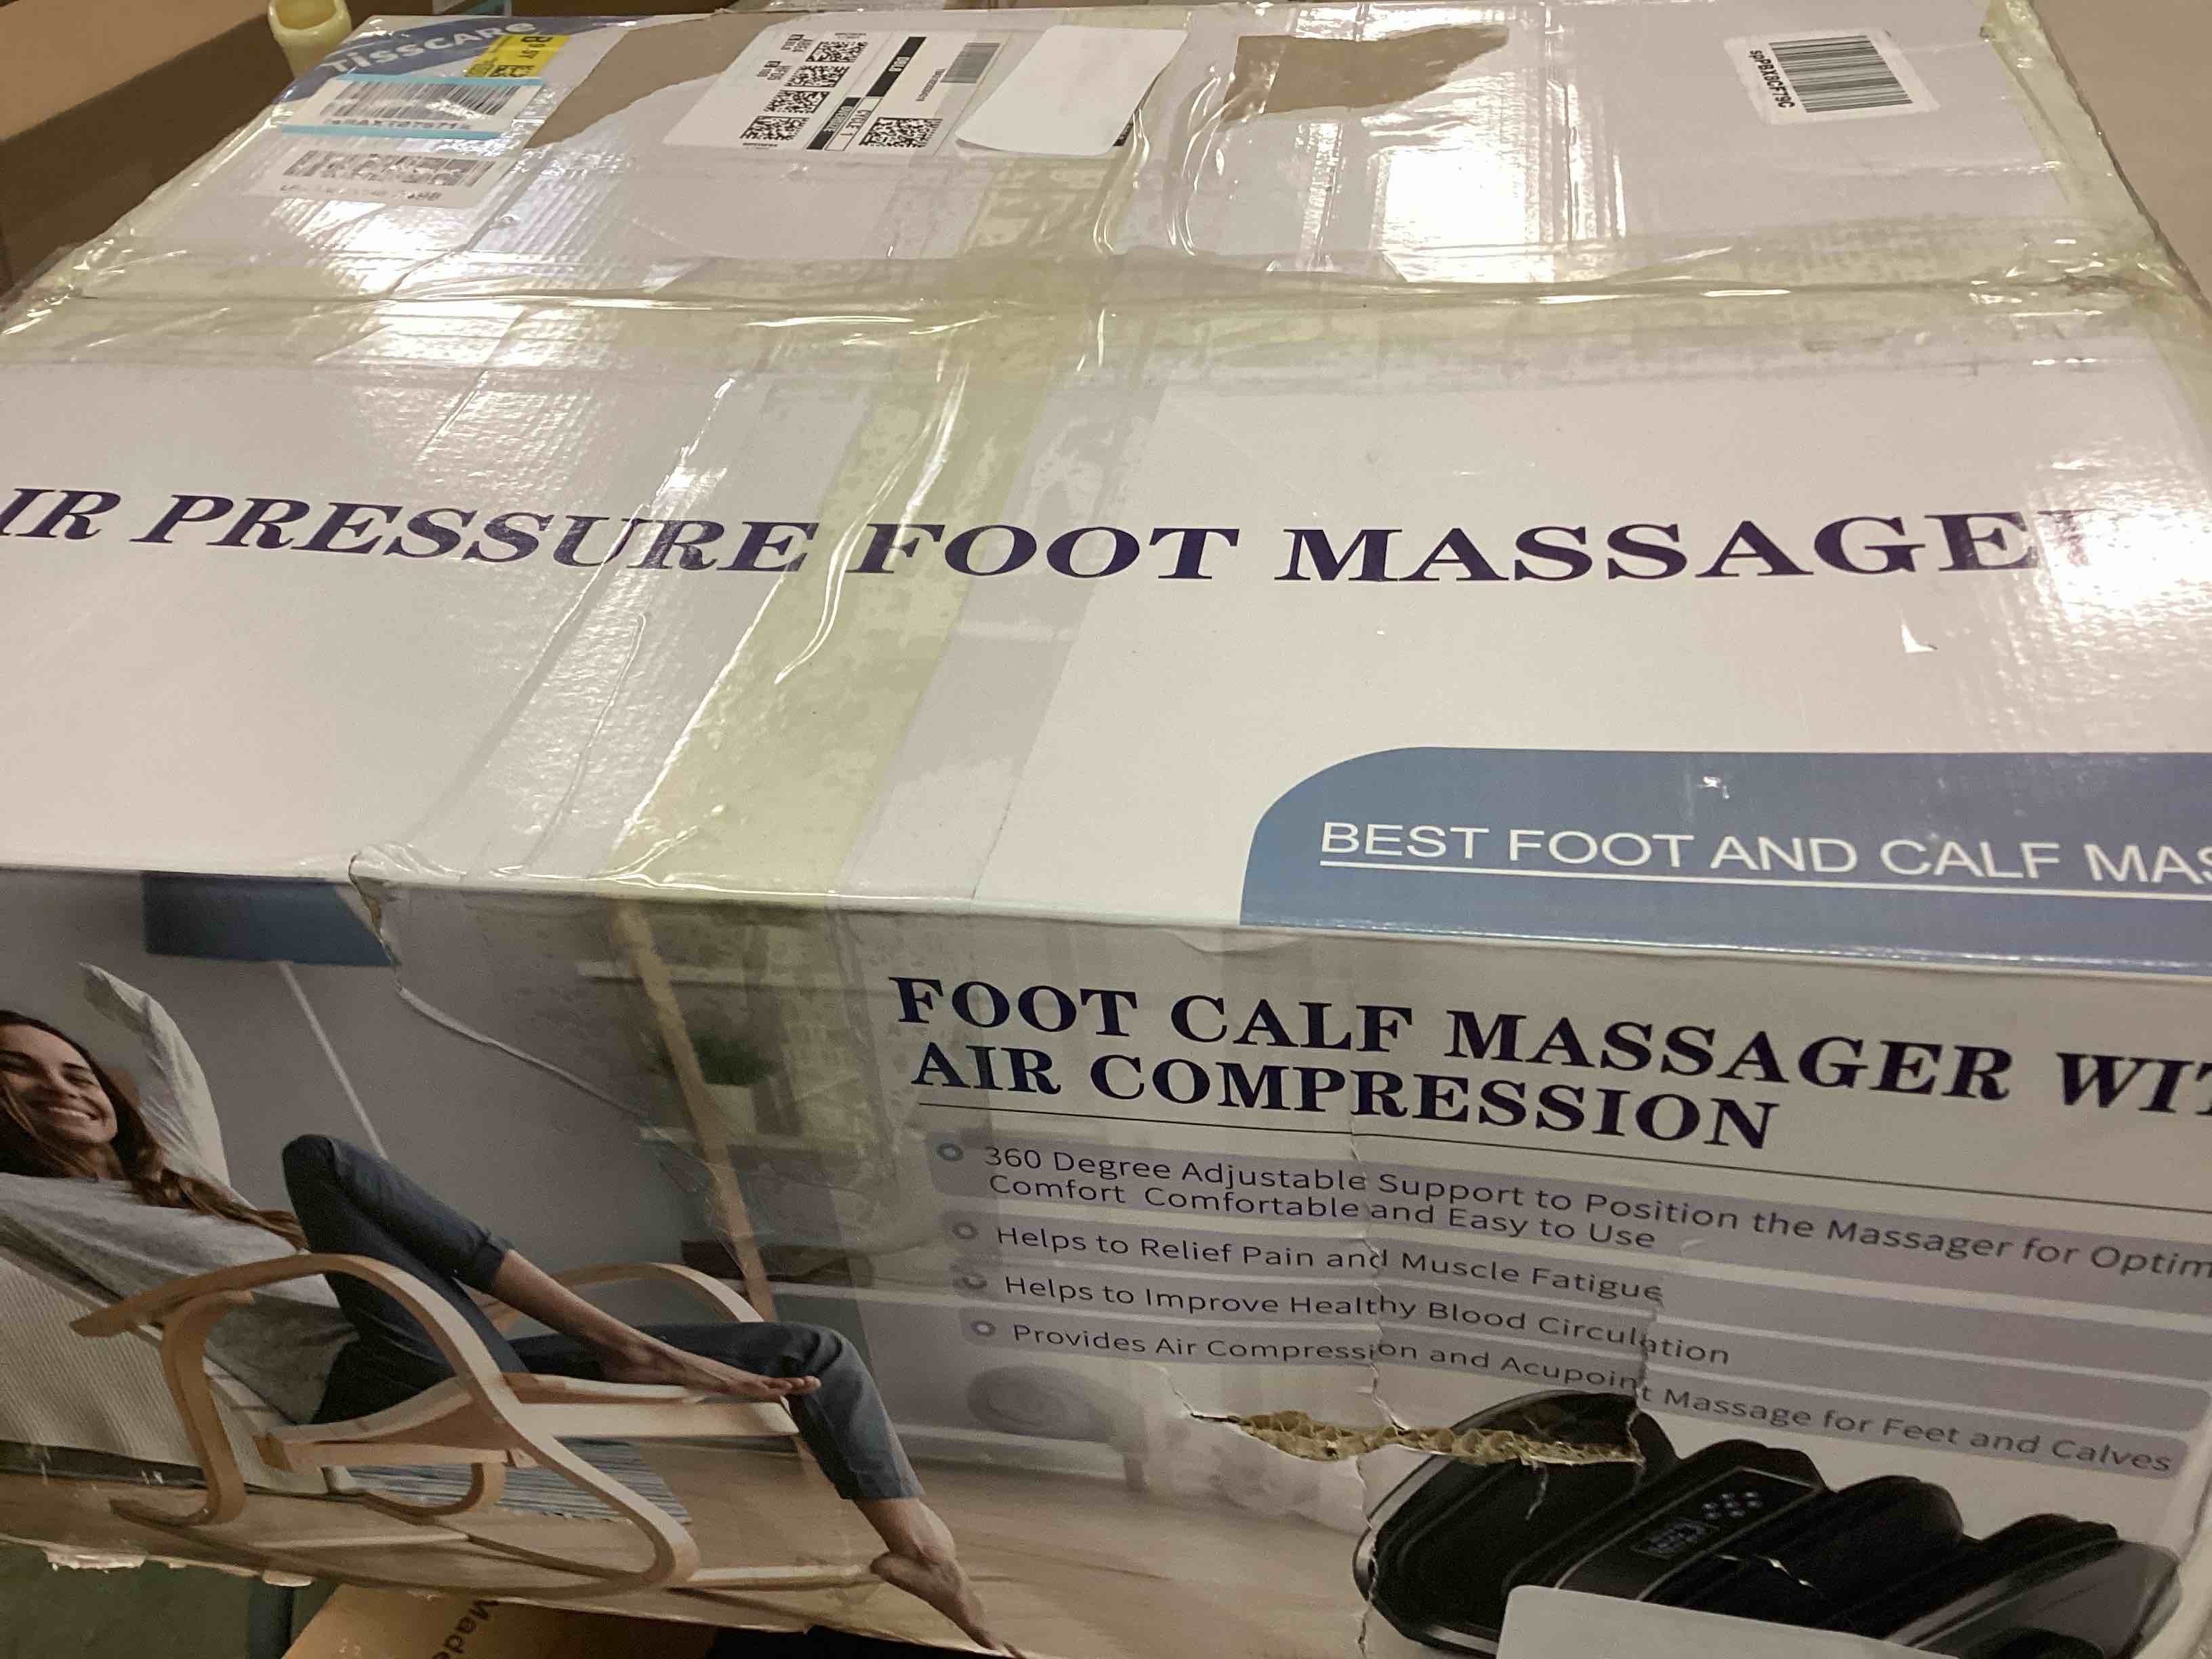 TISSCARE
spPBX8CF79C
IR PRESSURE FOOT MASSAGE
BEST FOOT AND CALF MAS
FOOT CALF MASSAGER WIT
AIR COMPRESSION
360 Degree Adjustable Support to Position the Massager for Optim
Comfort Comfortable and Easy to Use
Helps to Relief Pain and Muscle Fatigue
Helps to Improve Healthy Blood Circulation
Provides Air Compression and Acupoint Massage for Feet and Calves
Made